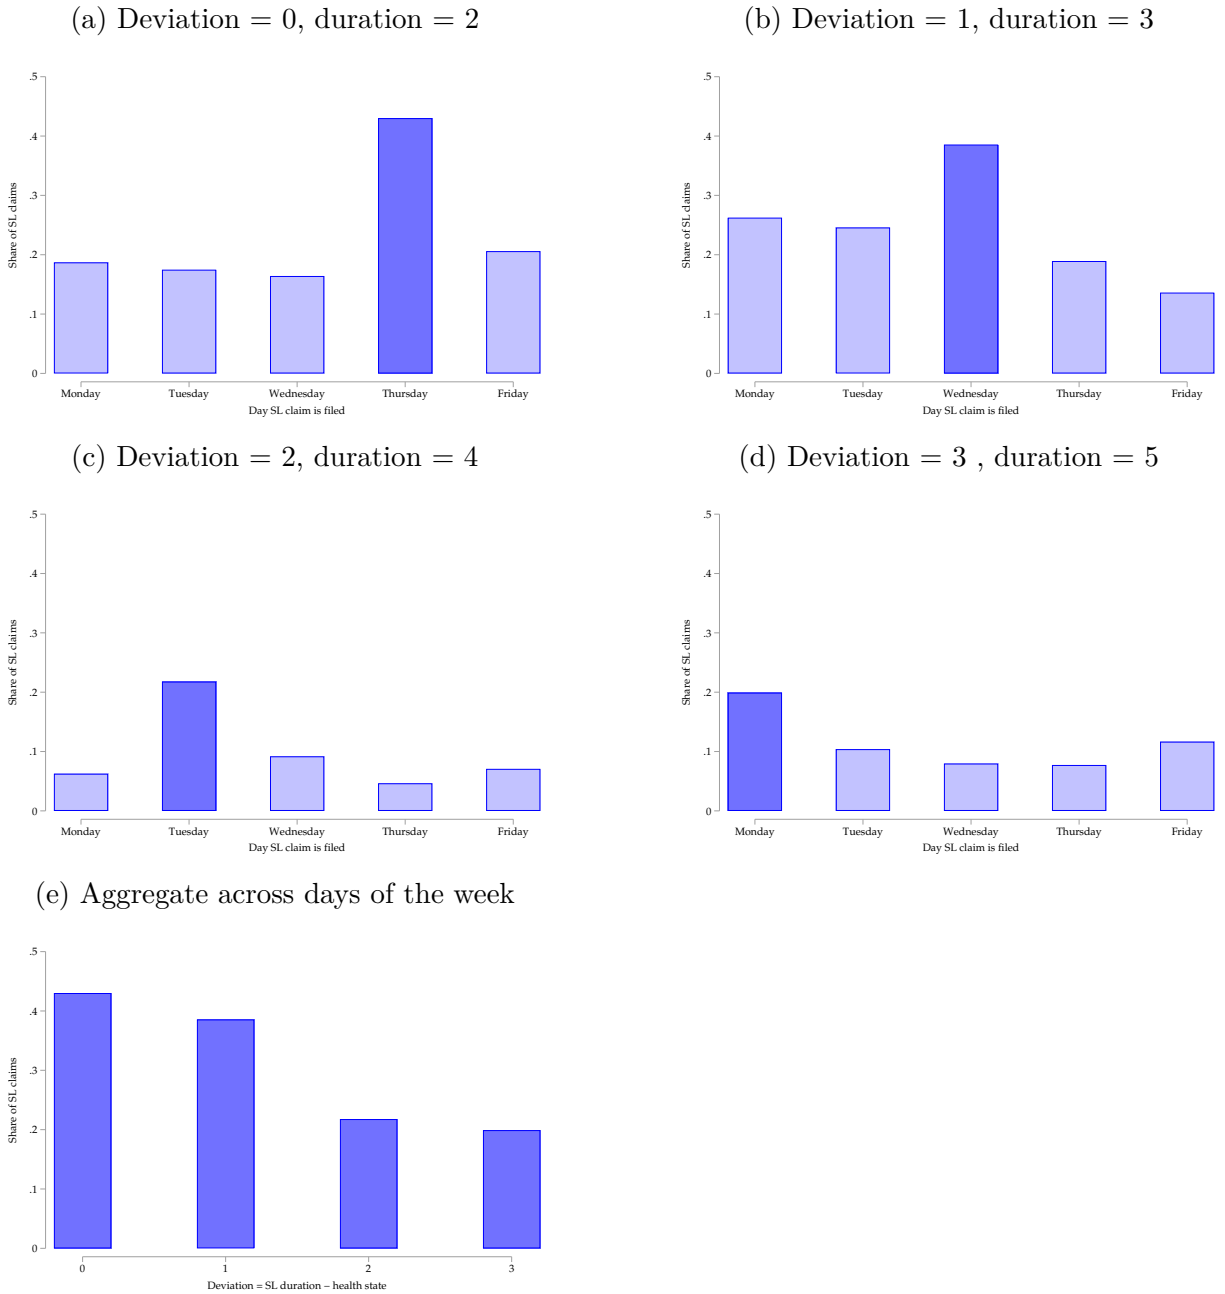 (a) Deviation = 0, duration = 2
.5
.4
.3
.2
.1
0
Share of SL claims
Monday Tuesday Wednesday Thursday Friday
Day SL claim is filed
(b) Deviation = 1, duration = 3
.5
.4
.3
.2
.1
0
Share of SL claims
Monday Tuesday Wednesday Thursday Friday
Day SL claim is filed
(c) Deviation = 2, duration = 4
.5
.4
.3
.2
.1
0
Share of SL claims
Monday Tuesday Wednesday Thursday Friday
Day SL claim is filed
(d) Deviation = 3 , duration = 5
.5
.4
.3
.2
.1
0
Share of SL claims
Monday Tuesday Wednesday Thursday Friday
Day SL claim is filed
(e) Aggregate across days of the week
.5
.4
.3
.2
.1
0
Share of SL claims
0 1 2 3
Deviation = SL duration − health state